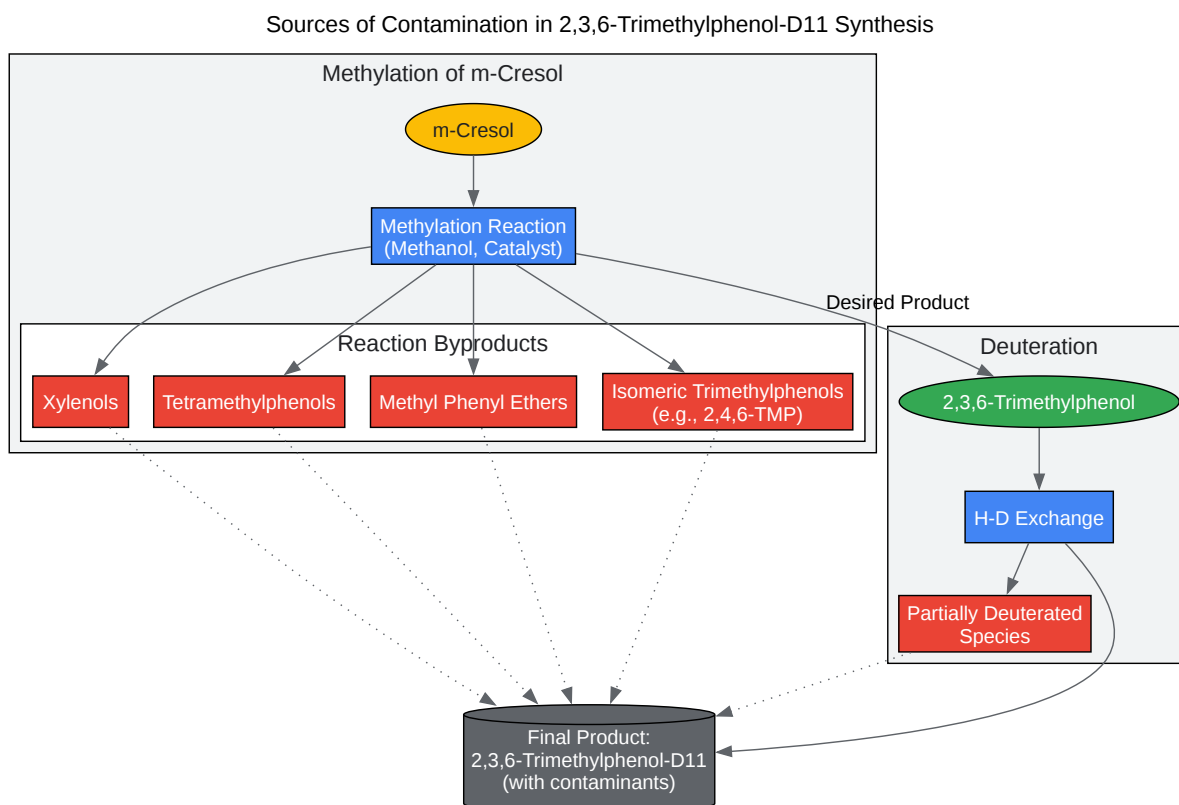 Sources of Contamination in 2,3,6-Trimethylphenol-D11 Synthesis
Methylation of m-Cresol
m-Cresol
Methylation Reaction
(Methanol, Catalyst)
Desired Product
Reaction Byproducts
Xylenols
Tetramethylphenols
Methyl Phenyl Ethers
Isomeric Trimethylphenols
(e.g., 2,4,6-TMP)
Deuteration
2,3,6-Trimethylphenol
H-D Exchange
Partially Deuterated
Species
Final Product:
2,3,6-Trimethylphenol-D11
(with contaminants)